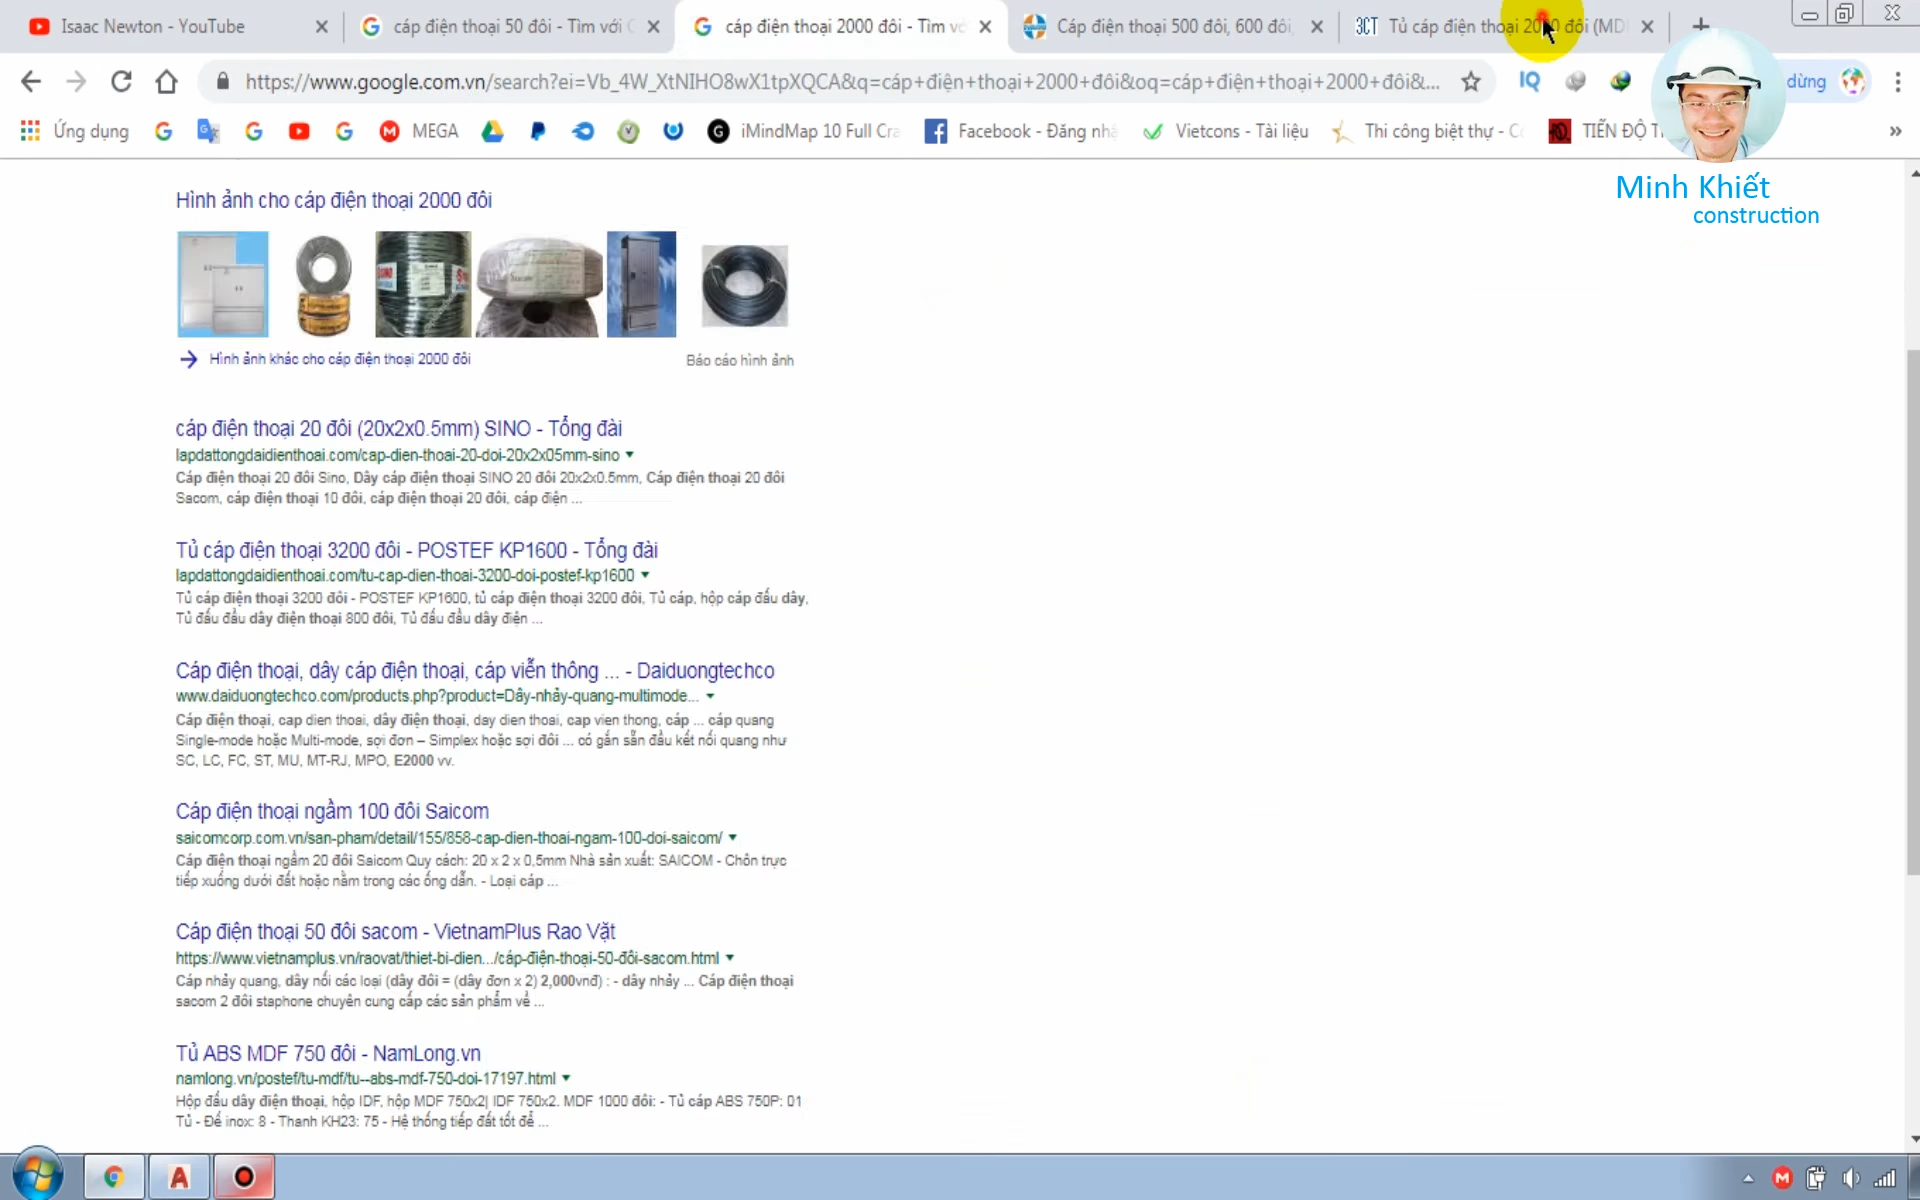 Isaac Newton - YouTube
cáp điện thoại 50 đôi - Tìm với
cáp điện thoại 2000 đôi - Tìm vớ
Cáp điện thoại 500 đôi, 600 đôi,
3CT Tủ cáp điện thoại đôi (MD
https://www.google.com.vn/search?ei=Vb_4W_XtNIHO8wX1tpXQCA&q=cáp+điện+thoại+2000+đôi&oq=cáp+điện+thoại+2000+đôi&...
IQ
dừng
Ứng dụng
MEGA
iMindMap 10 Full Cra
Facebook - Đăng nhậ
Vietcons - Tài liệu
Thi công biệt thự - Cô
TIẾN ĐỘ T
Minh Khiết
construction
Hình ảnh cho cáp điện thoại 2000 đôi
Hình ảnh khác cho cáp điện thoại 2000 đôi
Báo cáo hình ảnh
cáp điện thoại 20 đôi (20x2x0.5mm) SINO - Tổng đài
lapdattongdaidienthoai.com/cap-dien-thoai-20-doi-20x2x05mm-sino
Cáp điện thoại 20 đôi Sino, Dây cáp điện thoại SINO 20 đôi 20x2x0.5mm, Cáp điện thoại 20 đôi
Sacom, cáp điện thoại 10 đôi, cáp điện thoại 20 đôi, cáp điện ...
Tủ cáp điện thoại 3200 đôi - POSTEF KP1600 - Tổng đài
lapdattongdaidienthoai.com/tu-cap-dien-thoai-3200-doi-postef-kp1600
Tủ cáp điện thoại 3200 đôi - POSTEF KP1600, tủ cáp điện thoại 3200 đôi, Tủ cáp, hộp cáp đấu dây,
Tủ đấu đầu dây điện thoại 800 đôi, Tủ đấu đầu dây điện ...
Cáp điện thoại, dây cáp điện thoại, cáp viễn thông ... - Daiduongtechco
www.daiduongtechco.com/products.php?product=Dây-nhảy-quang-multimode...
Cáp điện thoại, cap dien thoai, dây điện thoại, day dien thoai, cap vien thong, cáp ... cáp quang
Single-mode hoặc Multi-mode, sợi đơn – Simplex hoặc sợi đôi ... có gắn sẵn đầu kết nối quang như
SC, LC, FC, ST, MU, MT-RJ, MPO, E2000 vv.
Cáp điện thoại ngầm 100 đôi Saicom
saicomcorp.com.vn/san-pham/detail/155/858-cap-dien-thoai-ngam-100-doi-saicom/
Cáp điện thoại ngầm 20 đôi Saicom Quy cách: 20 x 2 x 0,5mm Nhà sản xuất: SAICOM - Chôn trực
tiếp xuống dưới đất hoặc nằm trong các ống dẫn. - Loại cáp ...
Cáp điện thoại 50 đôi sacom - VietnamPlus Rao Vặt
https://www.vietnamplus.vn/raovat/thiet-bi-dien.../cáp-điện-thoại-50-đôi-sacom.html
Cáp nhảy quang, dây nối các loại (dây đôi = (dây đơn x 2) 2,000vnđ) : - dây nhảy ... Cáp điện thoại
sacom 2 đôi staphone chuyên cung cấp các sản phẩm về ...
Tủ ABS MDF 750 đôi - NamLong.vn
namlong.vn/postef/tu-mdf/tu--abs-mdf-750-doi-17197.html
Hộp đấu dây điện thoại, hộp IDF, hộp MDF 750x2| IDF 750x2. MDF 1000 đôi: - Tủ cáp ABS 750P: 01
Tủ - Đế inox: 8 - Thanh KH23: 75 - Hệ thống tiếp đất tốt để ...